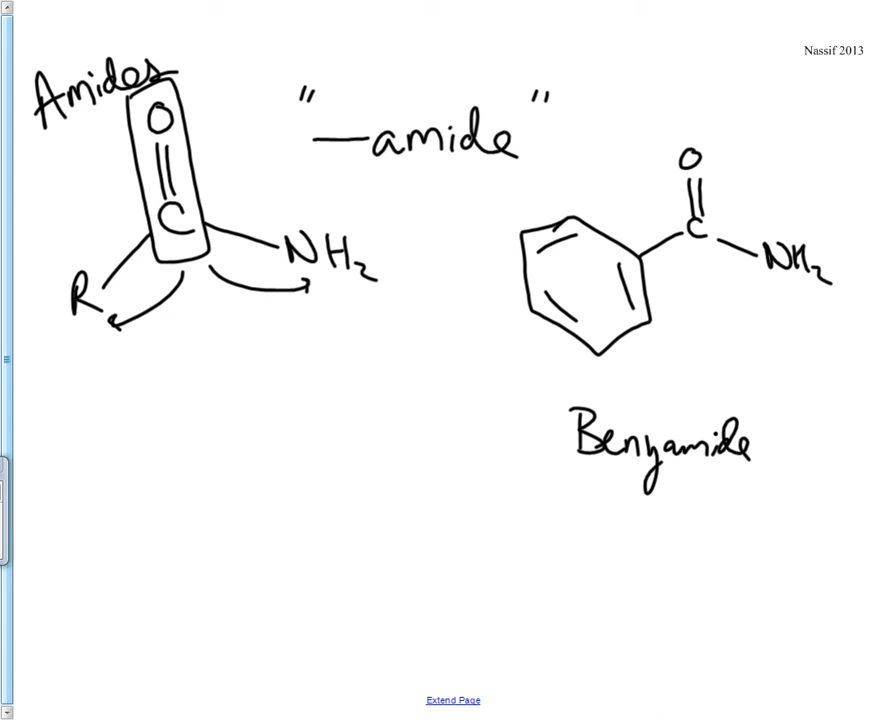 Nassif 2013
Amides
"—amide"
O
C
R
NH2
O
C
NH2
Benzamide
Extend Page